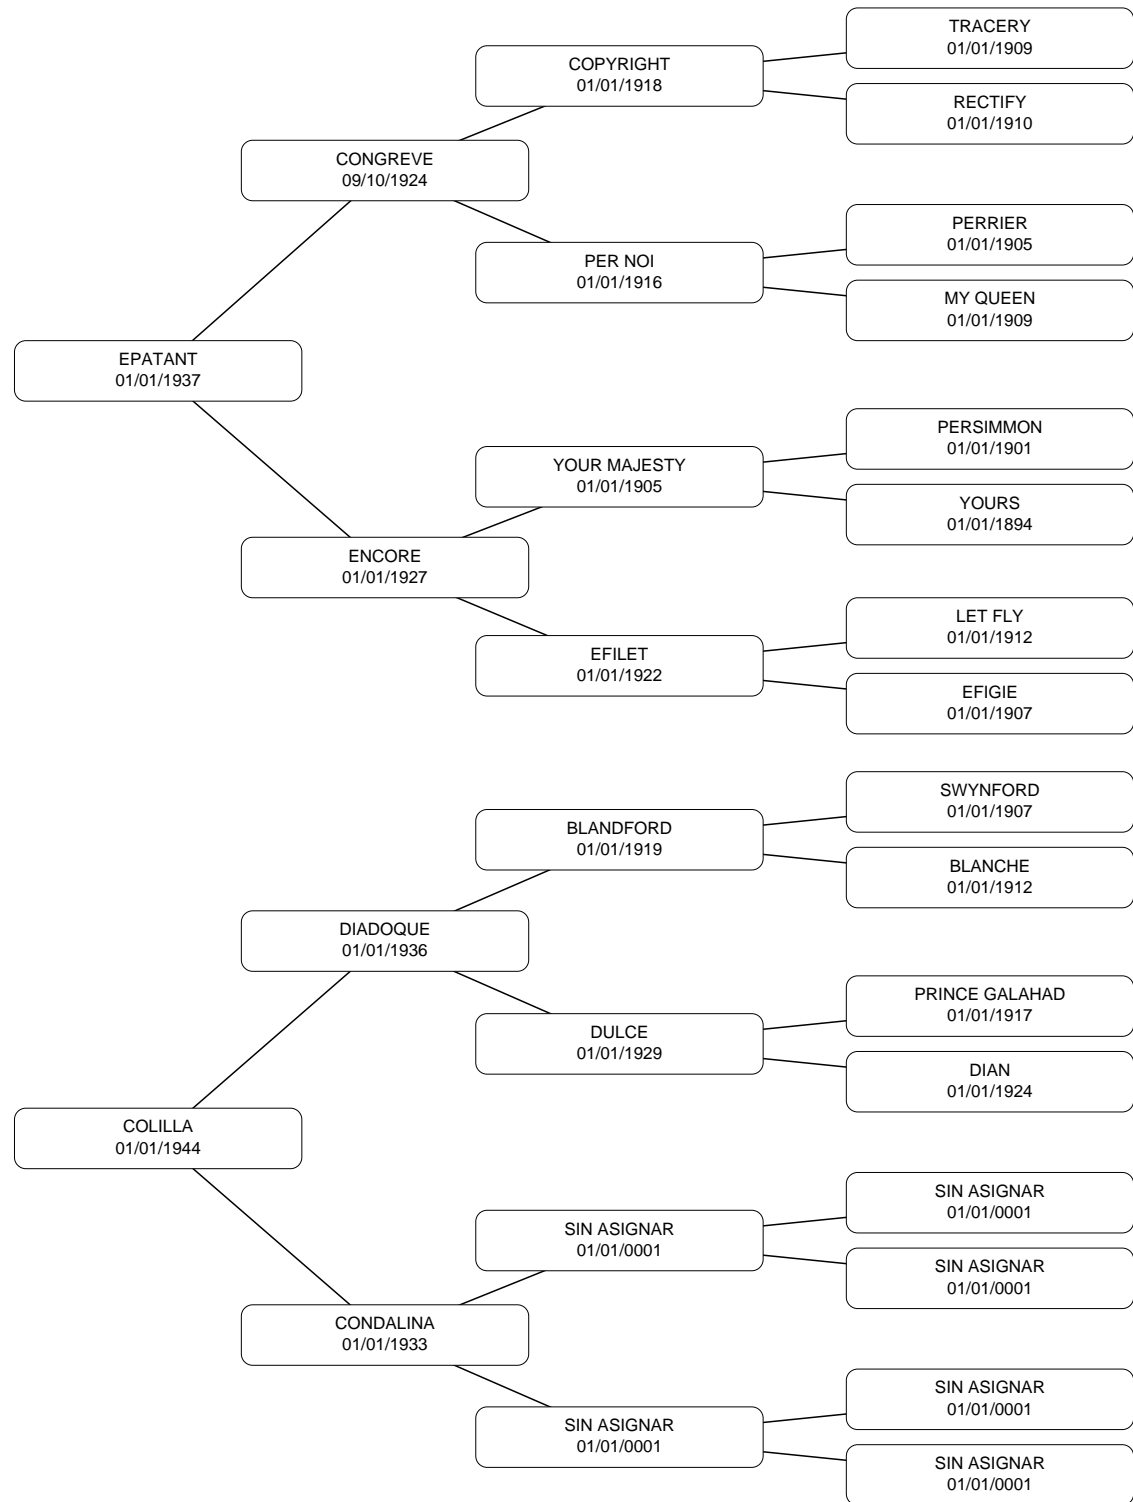 TRACERY
01/01/1909
COPYRIGHT
01/01/1918
RECTIFY
01/01/1910
CONGREVE
09/10/1924
PERRIER
01/01/1905
PER NOI
01/01/1916
MY QUEEN
01/01/1909
EPATANT
01/01/1937
PERSIMMON
01/01/1901
YOUR MAJESTY
01/01/1905
YOURS
01/01/1894
ENCORE
01/01/1927
LET FLY
01/01/1912
EFILET
01/01/1922
EFIGIE
01/01/1907
SWYNFORD
01/01/1907
BLANDFORD
01/01/1919
BLANCHE
01/01/1912
DIADOQUE
01/01/1936
PRINCE GALAHAD
01/01/1917
DULCE
01/01/1929
DIAN
01/01/1924
COLILLA
01/01/1944
SIN ASIGNAR
01/01/0001
SIN ASIGNAR
01/01/0001
SIN ASIGNAR
01/01/0001
CONDALINA
01/01/1933
SIN ASIGNAR
01/01/0001
SIN ASIGNAR
01/01/0001
SIN ASIGNAR
01/01/0001